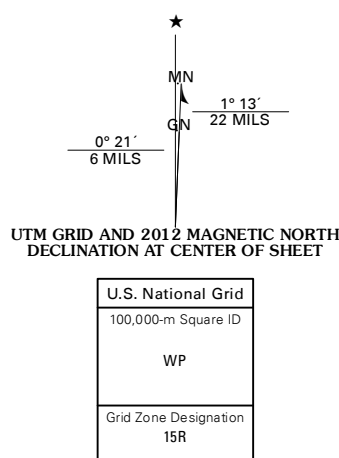 ★
MN
1° 13´
22 MILS
GN
0° 21´
6 MILS
UTM GRID AND 2012 MAGNETIC NORTH
DECLINATION AT CENTER OF SHEET
U.S. National Grid
100,000-m Square ID
WP
Grid Zone Designation
15R